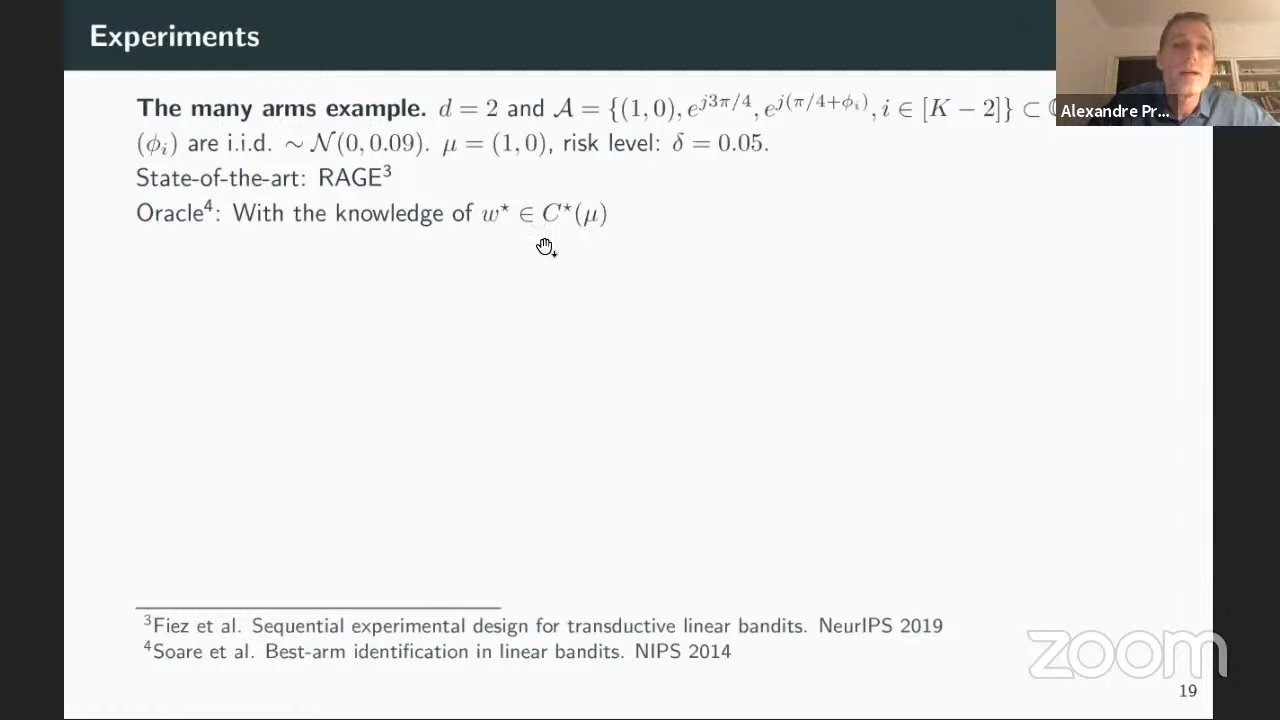 Experiments
The many arms example. d = 2 and 𝒜 = {(1, 0), e^{j3π/4}, e^{j(π/4+ϕ_i)}, i ∈ [K − 2]} ⊂
(ϕ_i) are i.i.d. ∼ 𝒩(0, 0.09). μ = (1, 0), risk level: δ = 0.05.
State-of-the-art: RAGE³
Oracle⁴: With the knowledge of w⋆ ∈ C⋆(μ)
Alexandre Pr...
³Fiez et al. Sequential experimental design for transductive linear bandits. NeurIPS 2019
⁴Soare et al. Best-arm identification in linear bandits. NIPS 2014
zoom
19